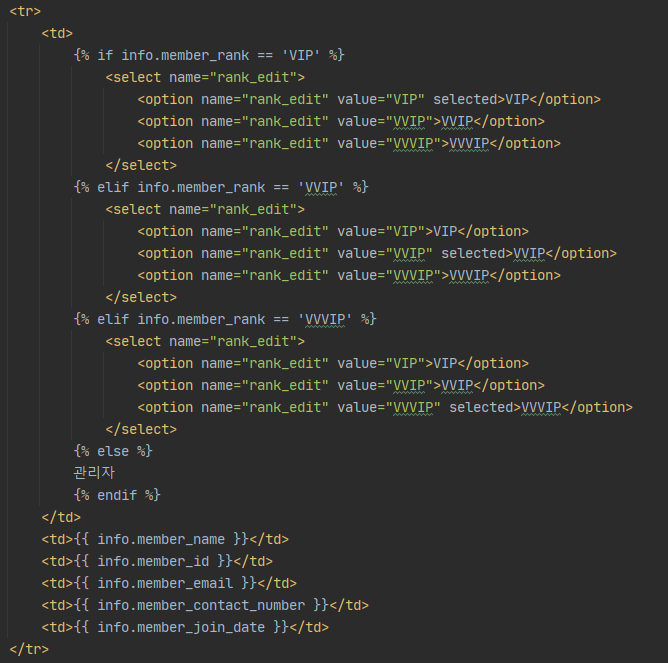 <tr>
    <td>
        {% if info.member_rank == 'VIP' %}
            <select name="rank_edit">
                <option name="rank_edit" value="VIP" selected>VIP</option>
                <option name="rank_edit" value="VVIP">VVIP</option>
                <option name="rank_edit" value="VVVIP">VVVIP</option>
            </select>
        {% elif info.member_rank == 'VVIP' %}
            <select name="rank_edit">
                <option name="rank_edit" value="VIP">VIP</option>
                <option name="rank_edit" value="VVIP" selected>VVIP</option>
                <option name="rank_edit" value="VVVIP">VVVIP</option>
            </select>
        {% elif info.member_rank == 'VVVIP' %}
            <select name="rank_edit">
                <option name="rank_edit" value="VIP">VIP</option>
                <option name="rank_edit" value="VVIP">VVIP</option>
                <option name="rank_edit" value="VVVIP" selected>VVVIP</option>
            </select>
        {% else %}
        관리자
        {% endif %}
    </td>
    <td>{{ info.member_name }}</td>
    <td>{{ info.member_id }}</td>
    <td>{{ info.member_email }}</td>
    <td>{{ info.member_contact_number }}</td>
    <td>{{ info.member_join_date }}</td>
</tr>